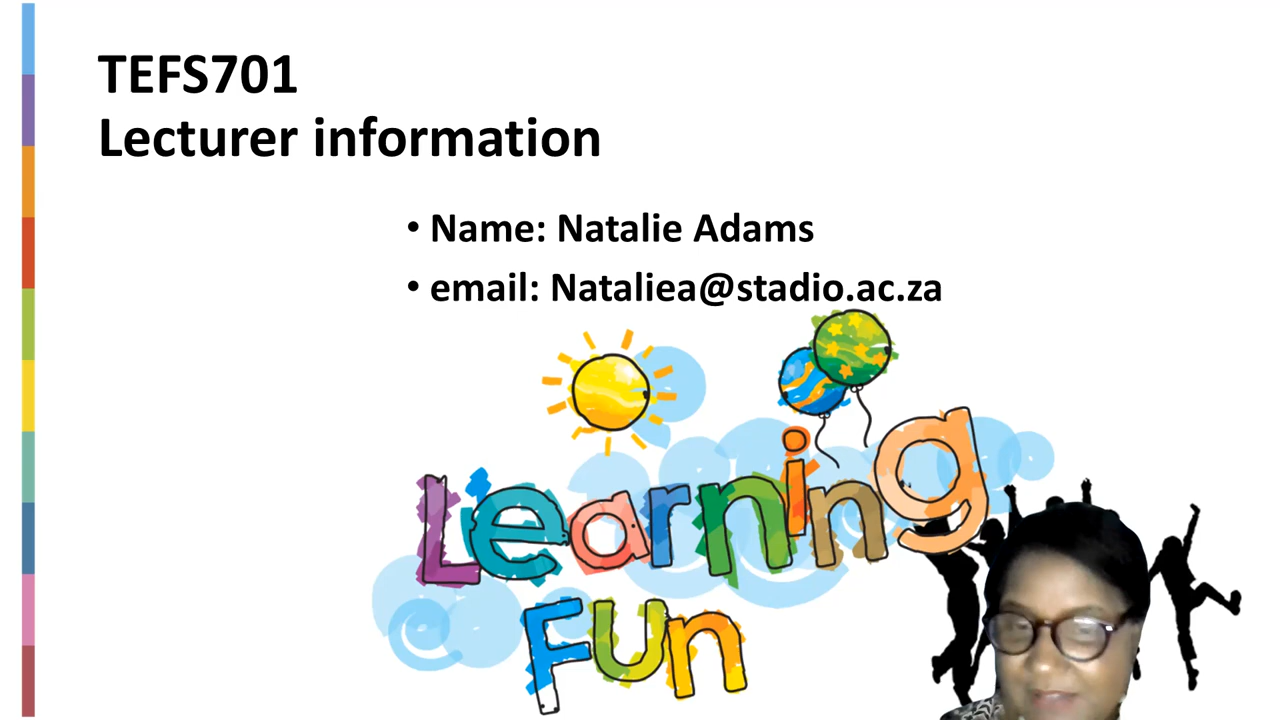 TEFS701
Lecturer information
• Name: Natalie Adams
• email: Nataliea@stadio.ac.za
Learning
Fun